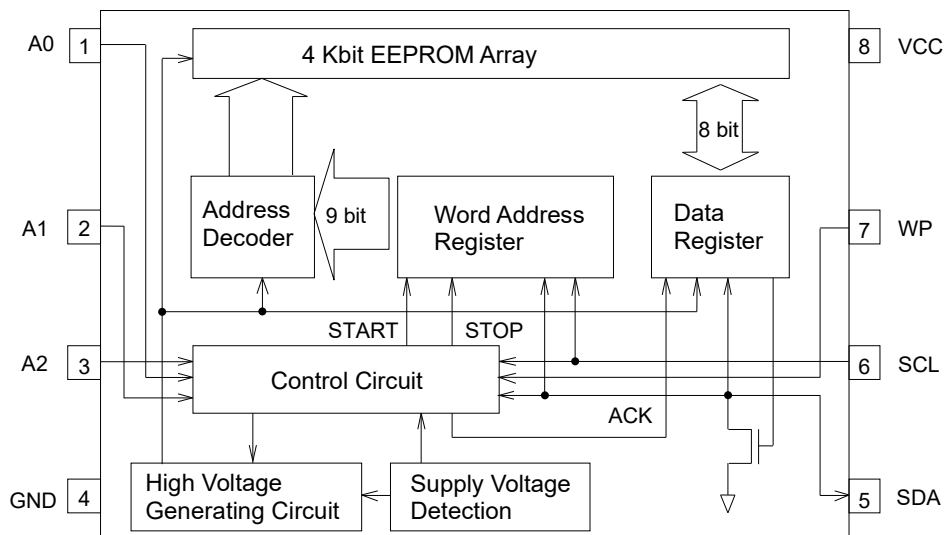 A0
1
4 Kbit EEPROM Array
8
VCC
8 bit
A1
2
Address
Decoder
9 bit
Word Address
Register
Data
Register
7
WP
START
STOP
A2
3
Control Circuit
6
SCL
ACK
GND
4
High Voltage
Generating Circuit
Supply Voltage
Detection
5
SDA